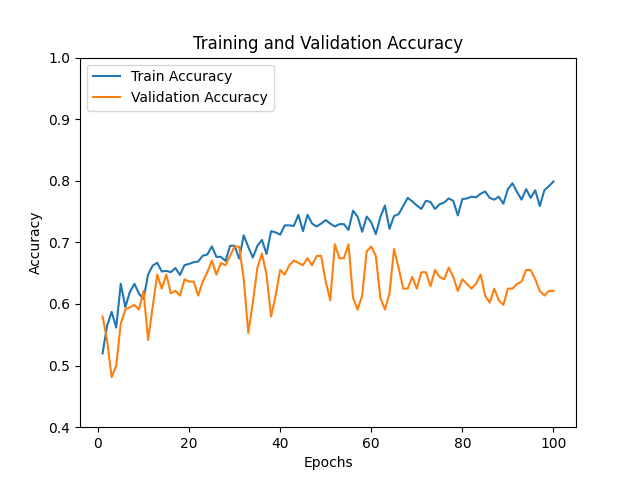 Training and Validation Accuracy
Train Accuracy
Validation Accuracy
1.0
0.9
0.8
0.7
0.6
0.5
0.4
Accuracy
0 20 40 60 80 100
Epochs